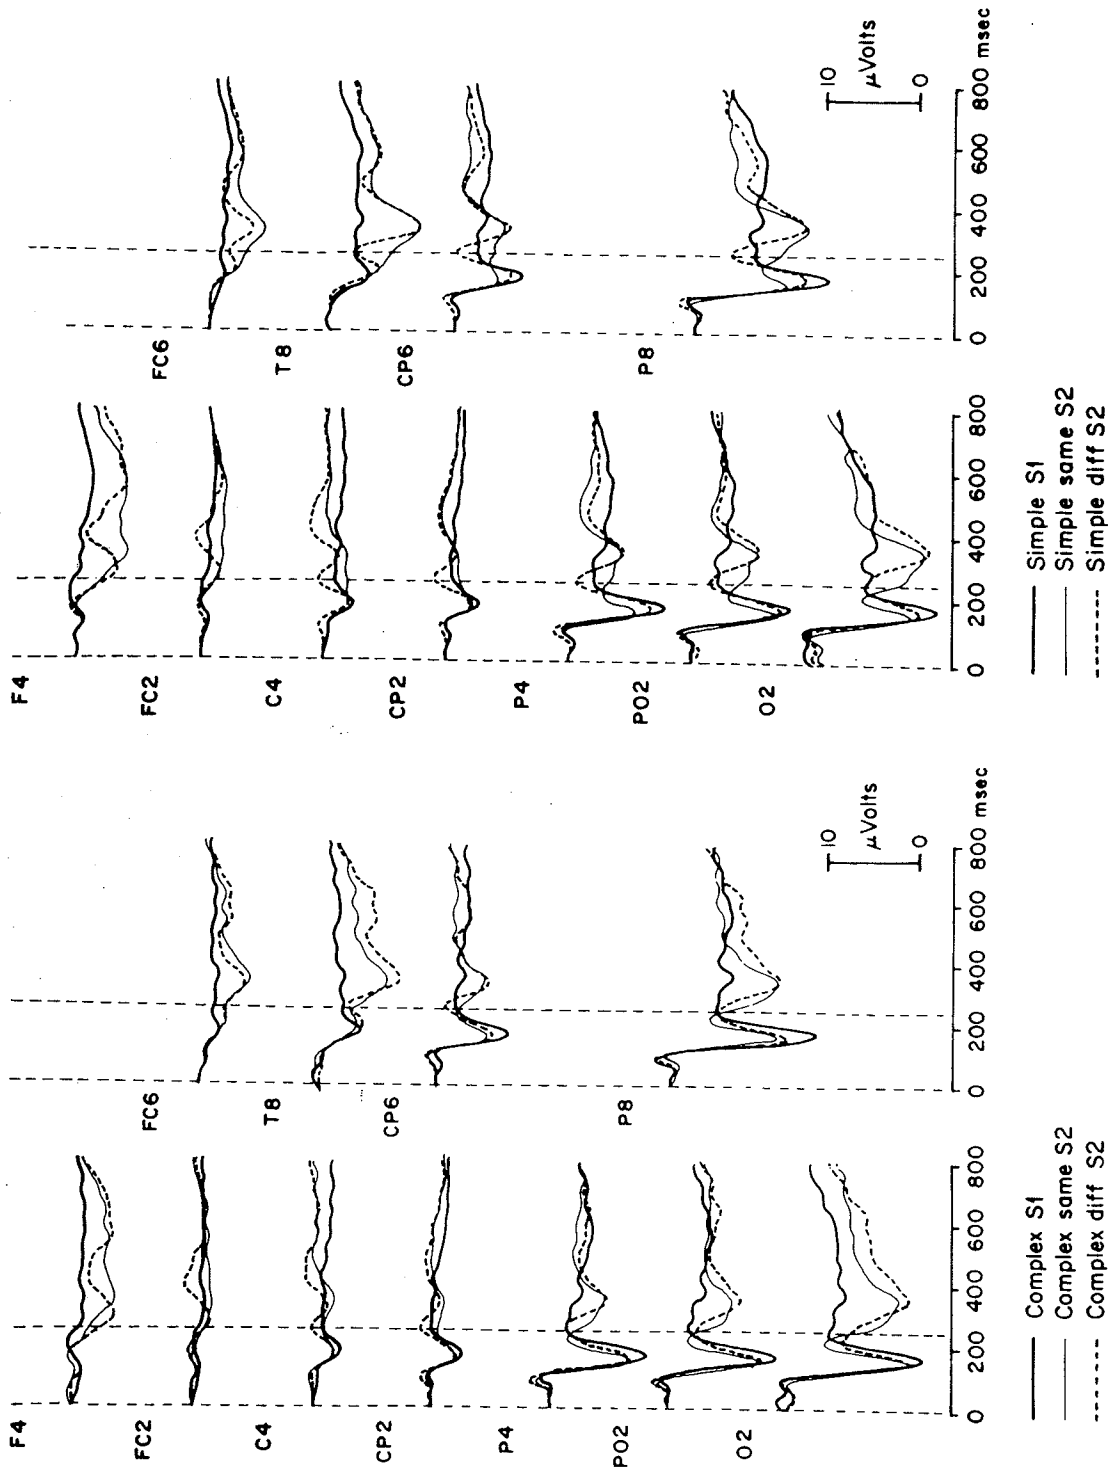 FC6
T8
CP6
P8
10
μVolts
0
0 200 400 600 800 msec
F4
FC2
C4
CP2
P4
PO2
O2
0 200 400 600 800
Simple S1
Simple same S2
Simple diff S2
FC6
T8
CP6
P8
10
μVolts
0
0 200 400 600 800 msec
F4
FC2
C4
CP2
P4
PO2
O2
0 200 400 600 800
Complex S1
Complex same S2
Complex diff S2